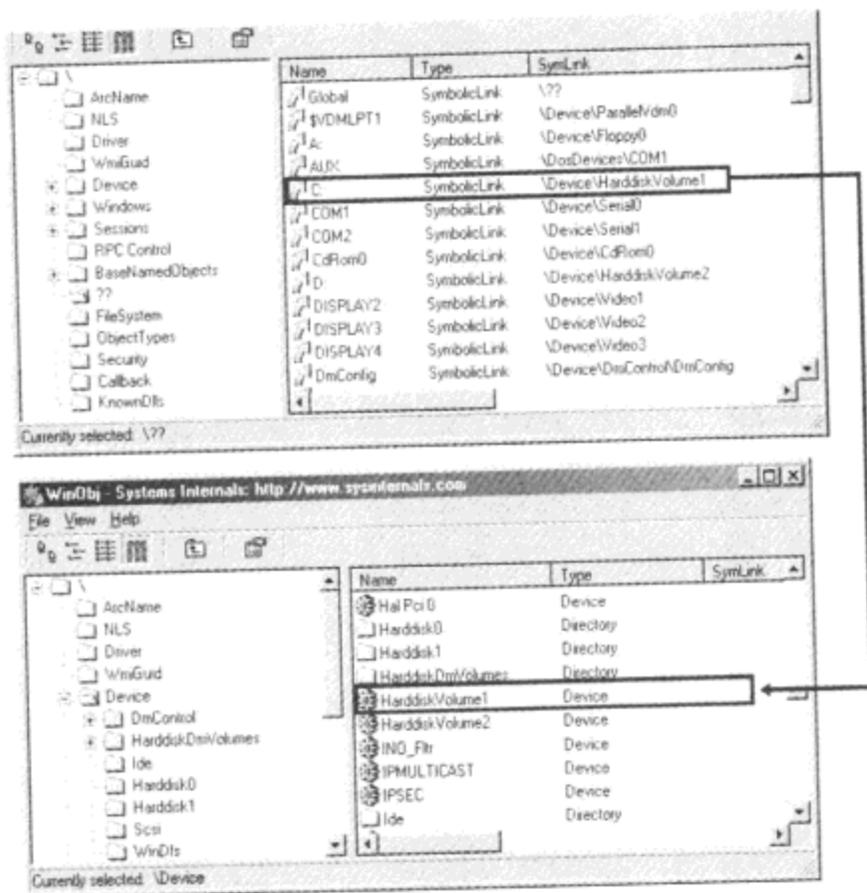 Name Type SymLink
\
ArcName
NLS
Driver
WmiGuid
Device
Windows
Sessions
RPC Control
BaseNamedObjects
??
FileSystem
ObjectTypes
Security
Callback
KnownDlls
Global SymbolicLink \??
$VDMLPT1 SymbolicLink \Device\ParallelVdm0
A: SymbolicLink \Device\Floppy0
AUX SymbolicLink \DosDevices\COM1
C: SymbolicLink \Device\HarddiskVolume1
COM1 SymbolicLink \Device\Serial0
COM2 SymbolicLink \Device\Serial1
CdRom0 SymbolicLink \Device\CdRom0
D: SymbolicLink \Device\HarddiskVolume2
DISPLAY2 SymbolicLink \Device\Video1
DISPLAY3 SymbolicLink \Device\Video2
DISPLAY4 SymbolicLink \Device\Video3
DmConfig SymbolicLink \Device\DmControl\DmConfig
Currently selected: \??
WinObj - Systems Internals: http://www.sysinternals.com
File View Help
\
ArcName
NLS
Driver
WmiGuid
Device
DmControl
HarddiskDmVolumes
Ide
Harddisk0
Harddisk1
Scsi
WinDfs
Name Type SymLink
Hal Pci 0 Device
Harddisk0 Directory
Harddisk1 Directory
HarddiskDmVolumes Directory
HarddiskVolume1 Device
HarddiskVolume2 Device
INO_Fltr Device
IPMULTICAST Device
IPSEC Device
Ide Directory
Currently selected: \Device